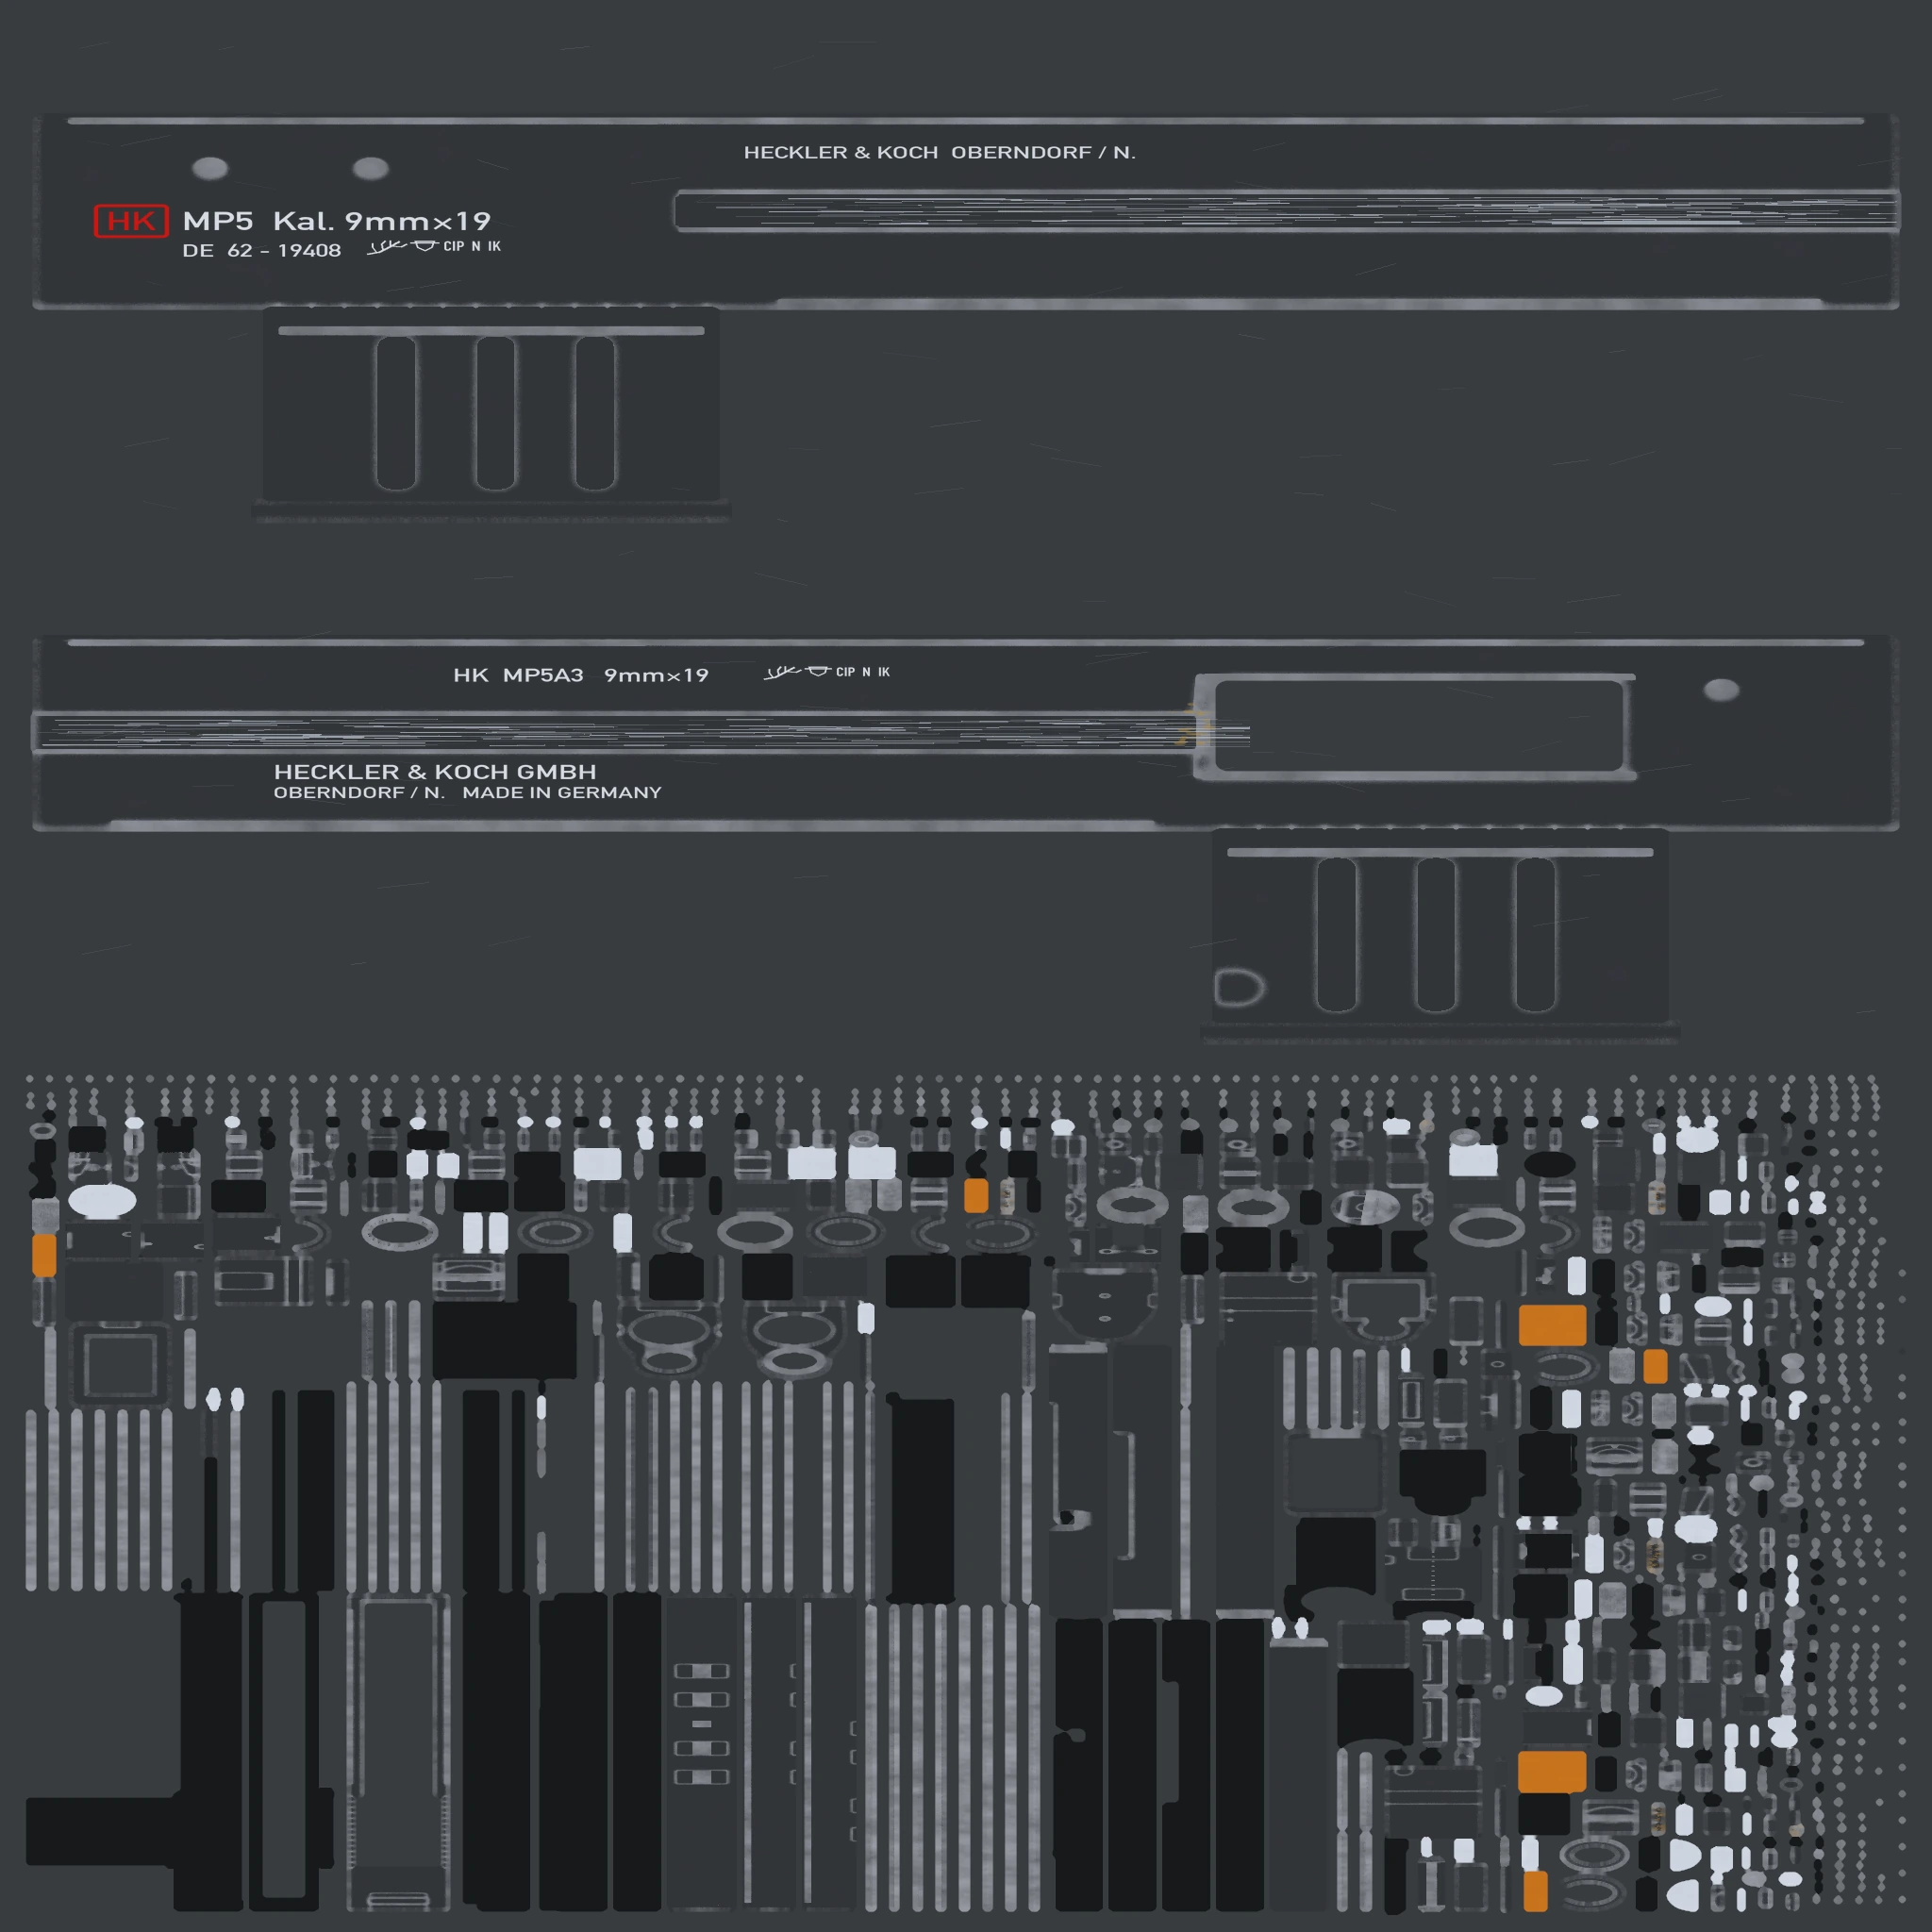 HECKLER & KOCH OBERNDORF / N.
HK MP5 Kal. 9mm×19
DE 62 - 19408 CIP N IK
HK MP5A3 9mm×19 CIP N IK
HECKLER & KOCH GMBH
OBERNDORF / N. MADE IN GERMANY